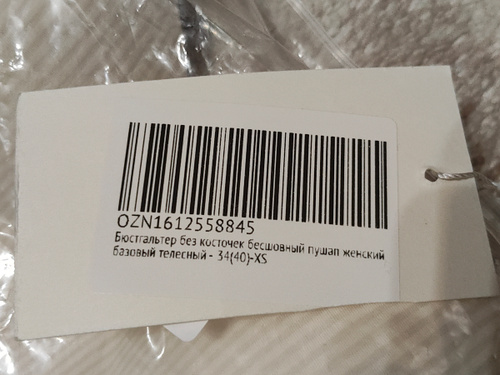 OZN1612558845
Бюстгальтер без косточек бесшовный пушап женский
базовый телесный - 34(40)-XS